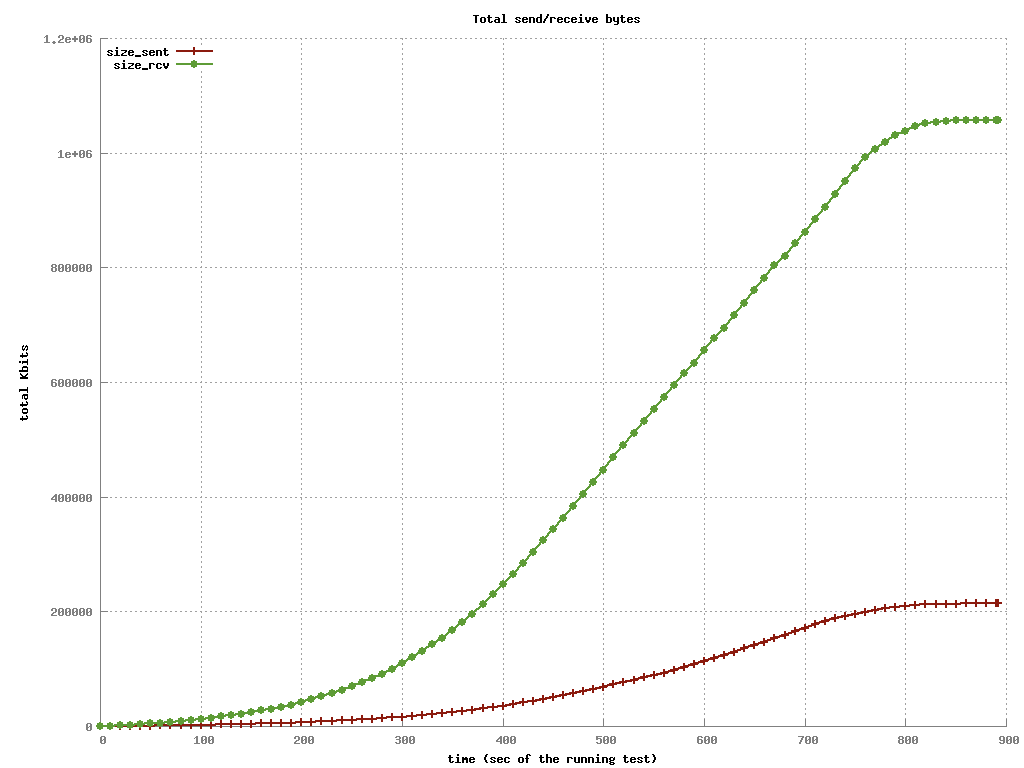 Total send/receive bytes
1.2e+06
size_sent
size_rcv
1e+06
800000
600000
400000
200000
0
total Kbits
0 100 200 300 400 500 600 700 800 900
time (sec of the running test)